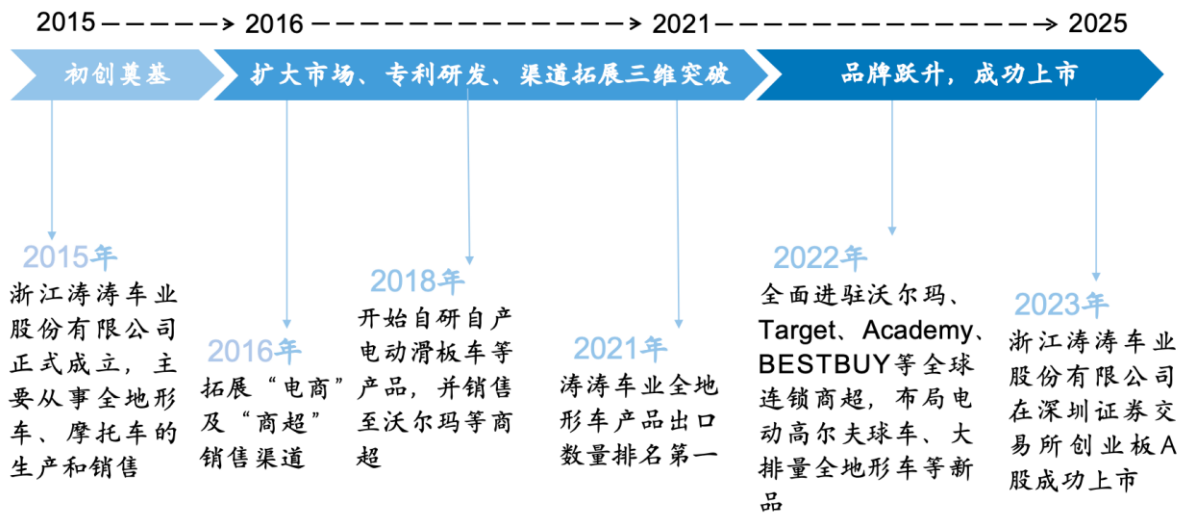 2015 2016 2021 2025
初创奠基
扩大市场、专利研发、渠道拓展三维突破
品牌跃升，成功上市
2015年
浙江涛涛车业
股份有限公司
正式成立，主
要从事全地形
车、摩托车的
生产和销售
2016年
拓展“电商”
及“商超”
销售渠道
2018年
开始自研自产
电动滑板车等
产品，并销售
至沃尔玛等商
超
2021年
涛涛车业全地
形车产品出口
数量排名第一
2022年
全面进驻沃尔玛、
Target、Academy、
BESTBUY等全球
连锁商超，布局电
动高尔夫球车、大
排量全地形车等新
品
2023年
浙江涛涛车业
股份有限公司
在深圳证券交
易所创业板A
股成功上市